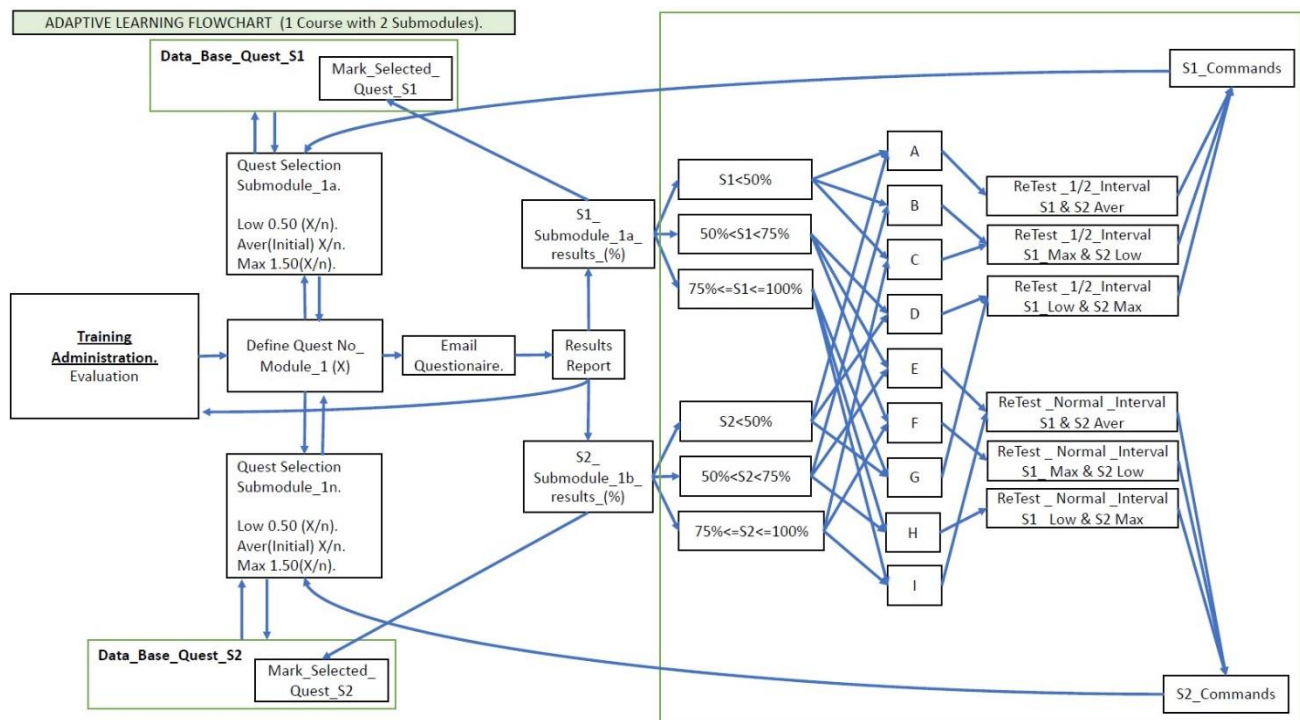 ADAPTIVE LEARNING FLOWCHART (1 Course with 2 Submodules).
Data_Base_Quest_S1
Mark_Selected_
Quest_S1
S1_Commands
Quest Selection
Submodule_1a.
Low 0.50 (X/n).
Aver(Initial) X/n.
Max 1.50(X/n).
S1_
Submodule_1a_
results_(%)
S1<50%
50%<S1<75%
75%<=S1<=100%
A
B
C
D
E
F
G
H
I
ReTest _1/2_Interval
S1 & S2 Aver
ReTest _1/2_Interval
S1_Max & S2 Low
ReTest _1/2_Interval
S1_Low & S2 Max
Training
Administration.
Evaluation
Define Quest No_
Module_1 (X)
Email
Questionaire.
Results
Report
S2_
Submodule_1b_
results_(%)
S2<50%
50%<S2<75%
75%<=S2<=100%
ReTest _Normal _Interval
S1 & S2 Aver
ReTest _ Normal _Interval
S1_ Max & S2 Low
ReTest _ Normal _Interval
S1_ Low & S2 Max
Quest Selection
Submodule_1n.
Low 0.50 (X/n).
Aver(Initial) X/n.
Max 1.50(X/n).
Data_Base_Quest_S2
Mark_Selected_
Quest_S2
S2_Commands